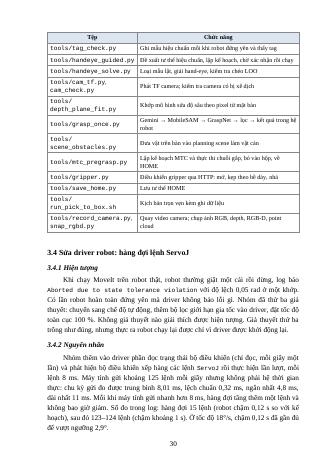 Tệp Chức năng
tools/tag_check.py Ghi mẫu hiệu chuẩn mỗi khi robot đứng yên và thấy tag
tools/handeye_guided.py Đề xuất tư thế hiệu chuẩn, lập kế hoạch, chờ xác nhận rồi chạy
tools/handeye_solve.py Loại mẫu lặt, giải hand-eye, kiểm tra chéo LOO
tools/cam_tf.py, cam_check.py Phát TF camera; kiểm tra camera có bị xê dịch
tools/ depth_plane_fit.py Khớp mô hình sửa độ sâu theo pixel từ mặt bàn
tools/grasp_once.py Gemini → MobileSAM → GraspNet → lọc → kết quả trong hệ
robot
tools/ scene_obstacles.py Đưa vật trên bàn vào planning scene làm vật cản
tools/mtc_pregrasp.py Lập kế hoạch MTC và thực thi chuỗi gắp, bỏ vào hộp, về
HOME
tools/gripper.py Điều khiển gripper qua HTTP: mở, kẹp theo bề dày, nhả
tools/save_home.py Lưu tư thế HOME
tools/ run_pick_to_box.sh Kịch bản trọn vẹn kèm ghi dữ liệu
tools/record_camera.py, snap_rgbd.py Quay video camera; chụp ảnh RGB, depth, RGB-D, point
cloud
3.4 Sửa driver robot: hàng đợi lệnh ServoJ
3.4.1 Hiện tượng
Khi chạy MoveIt trên robot thật, robot thường giật một cái rồi dừng, log báo
Aborted due to state tolerance violation với độ lệch 0,05 rad ở một khớp.
Có lần robot hoàn toàn đứng yên mà driver không báo lỗi gì. Nhóm đã thử ba giả
thuyết: chuyển sang chế độ tự động, thêm bộ lọc giới hạn gia tốc vào driver, đặt tốc độ
toàn cục 100 %. Không giả thuyết nào giải thích được hiện tượng. Giả thuyết thứ ba
trông như đúng, nhưng thực ra robot chạy lại được chỉ vì driver được khởi động lại.
3.4.2 Nguyên nhân
Nhóm thêm vào driver phần đọc trạng thái bộ điều khiển (chỉ đọc, mỗi giây một
lần) và phát hiện bộ điều khiển xếp hàng các lệnh ServoJ rồi thực hiện lần lượt, mỗi
lệnh 8 ms. Máy tính gửi khoảng 125 lệnh mỗi giây nhưng không phải hệ thời gian
thực: chu kỳ gửi đo được trung bình 8,01 ms, lệch chuẩn 0,32 ms, ngắn nhất 4,8 ms,
dài nhất 11 ms. Mỗi khi máy tính gửi nhanh hơn 8 ms, hàng đợi tăng thêm một lệnh và
không bao giờ giảm. Số đo trong log: hàng đợi 15 lệnh (robot chậm 0,12 s so với kế
hoạch), sau đó 123–124 lệnh (chậm khoảng 1 s). Ở tốc độ 18°/s, chậm 0,12 s đã gần đủ
để vượt ngưỡng 2,9°.
30